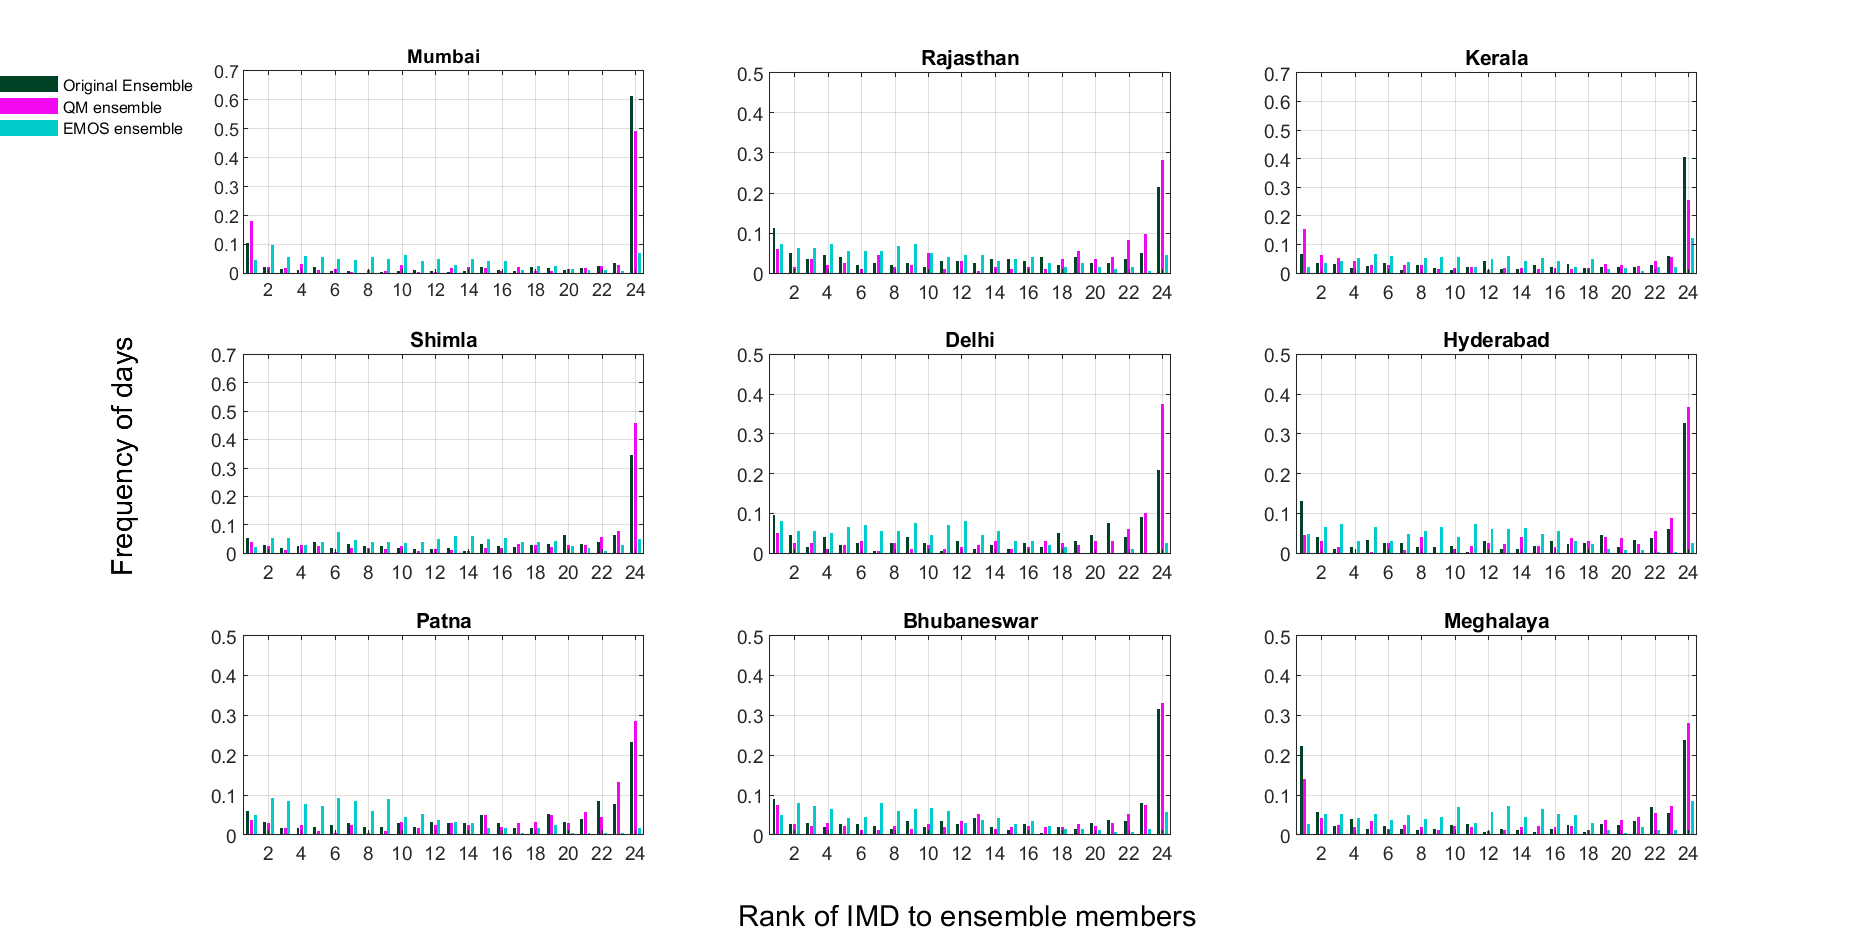 Original Ensemble
QM ensemble
EMOS ensemble
Mumbai
0.7
0.6
0.5
0.4
0.3
0.2
0.1
0
2 4 6 8 10 12 14 16 18 20 22 24
Rajasthan
0.5
0.4
0.3
0.2
0.1
0
2 4 6 8 10 12 14 16 18 20 22 24
Kerala
0.7
0.6
0.5
0.4
0.3
0.2
0.1
0
2 4 6 8 10 12 14 16 18 20 22 24
Frequency of days
Shimla
0.7
0.6
0.5
0.4
0.3
0.2
0.1
0
2 4 6 8 10 12 14 16 18 20 22 24
Delhi
0.5
0.4
0.3
0.2
0.1
0
2 4 6 8 10 12 14 16 18 20 22 24
Hyderabad
0.5
0.4
0.3
0.2
0.1
0
2 4 6 8 10 12 14 16 18 20 22 24
Patna
0.5
0.4
0.3
0.2
0.1
0
2 4 6 8 10 12 14 16 18 20 22 24
Bhubaneswar
0.5
0.4
0.3
0.2
0.1
0
2 4 6 8 10 12 14 16 18 20 22 24
Meghalaya
0.5
0.4
0.3
0.2
0.1
0
2 4 6 8 10 12 14 16 18 20 22 24
Rank of IMD to ensemble members